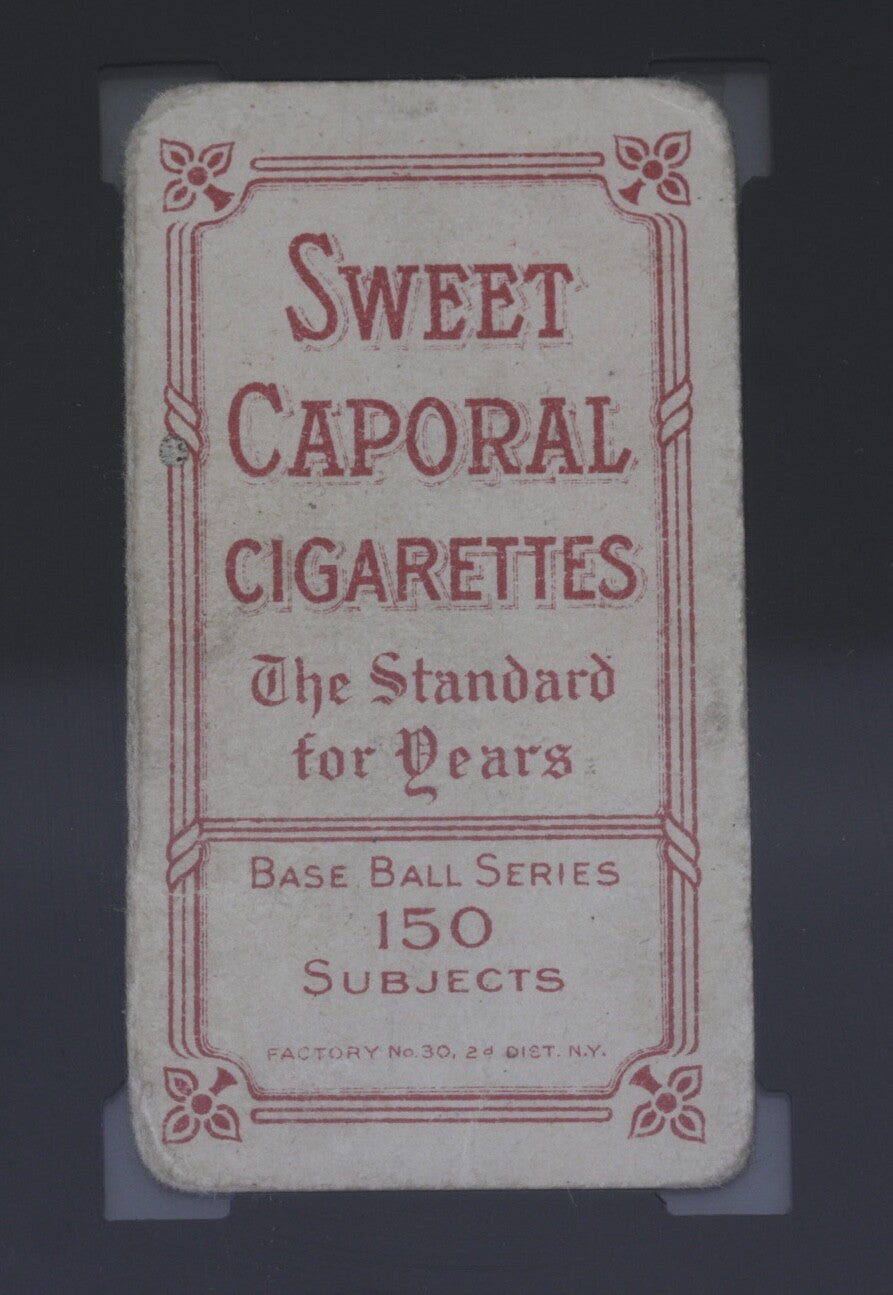 SWEET
CAPORAL
CIGARETTES
The Standard
for Years
BASE BALL SERIES
150
SUBJECTS
FACTORY No. 30, 2d DIST. N.Y.